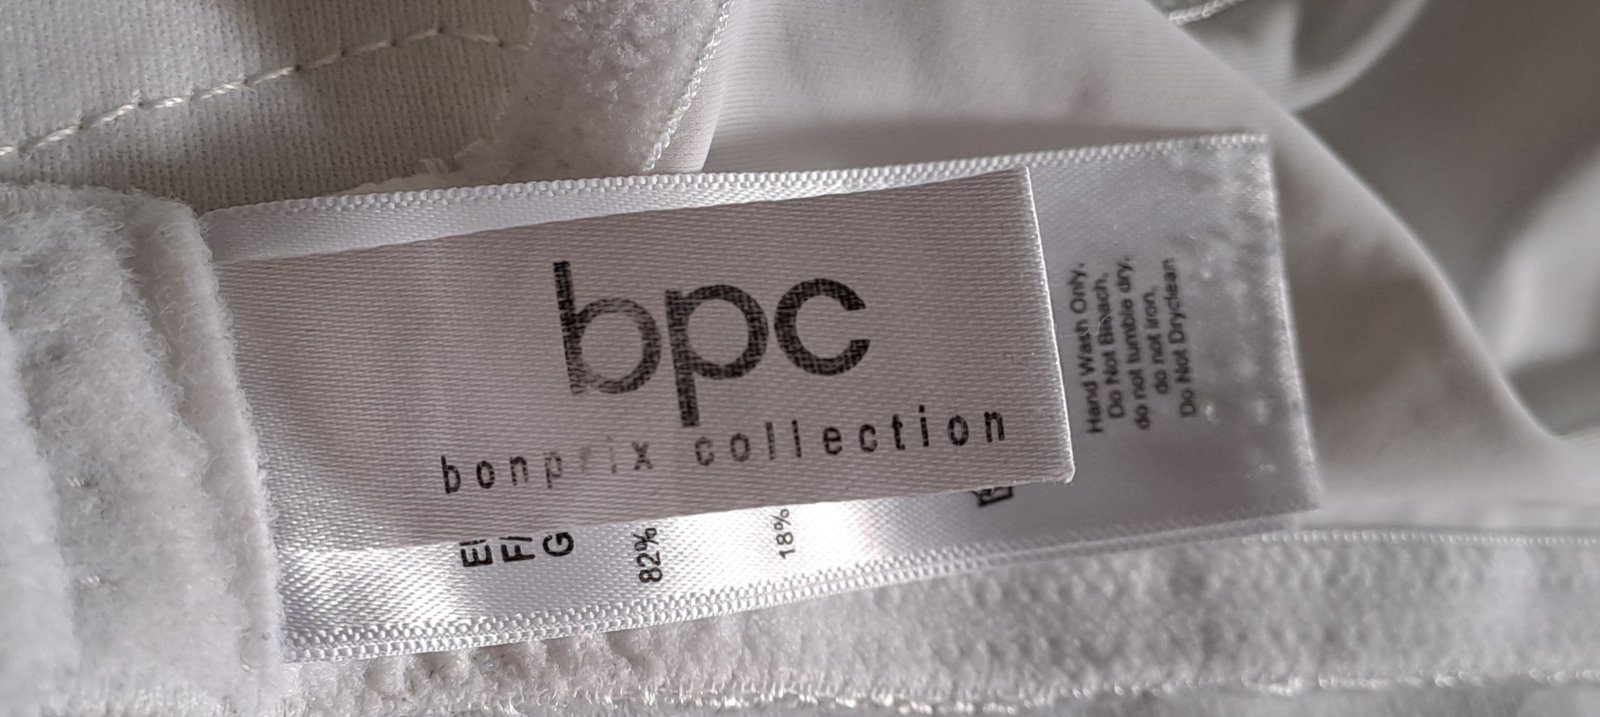 bpc
bonprix collection
Hand Wash Only.
Do Not Bleach,
do not tumble dry.
do not iron.
Do Not Dryclean
82%
18%